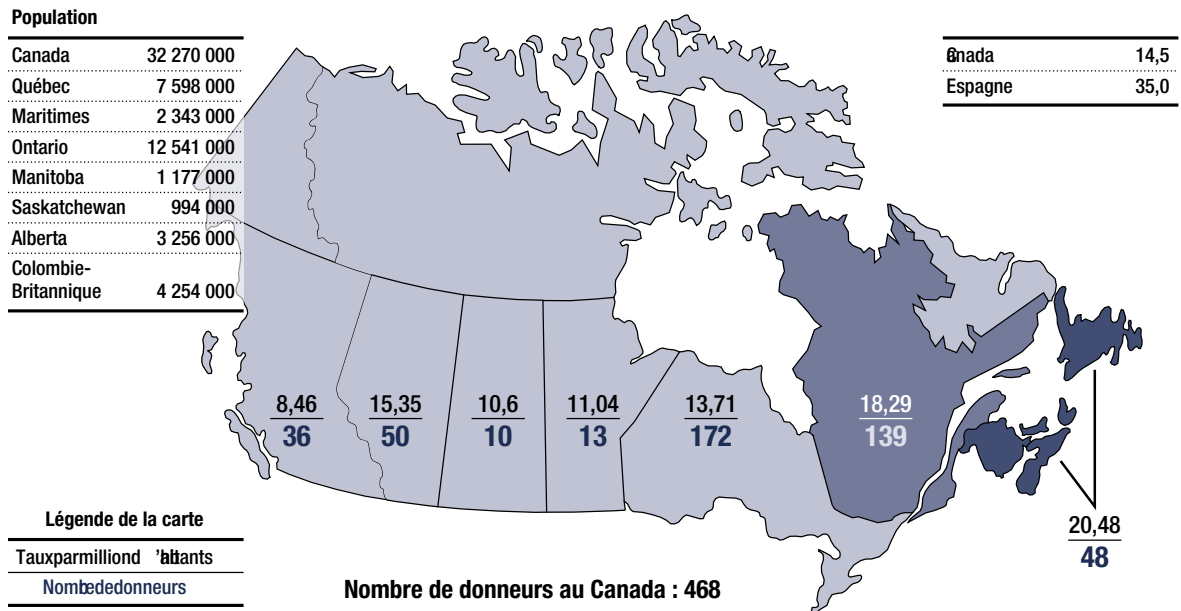 Population
Canada 32 270 000
Québec 7 598 000
Maritimes 2 343 000
Ontario 12 541 000
Manitoba 1 177 000
Saskatchewan 994 000
Alberta 3 256 000
Colombie-
Britannique 4 254 000
14,5
Espagne 35,0
8,46
36
15,35
50
10,6
10
11,04
13
13,71
172
18,29
139
20,48
48
Légende de la carte
Tauxparmilliond
Nombre de donneurs au Canada : 468